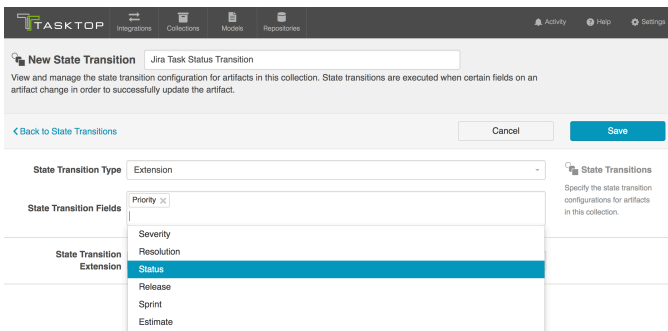 TASKTOP
Integrations
Collections
Models
Repositories
Activity
Help
Settings
New State Transition
Jira Task Status Transition
View and manage the state transition configuration for artifacts in this collection. State transitions are executed when certain fields on an
artifact change in order to successfully update the artifact.
Back to State Transitions
Cancel
Save
State Transition Type
Extension
State Transitions
Specify the state transition
configurations for artifacts
in this collection.
State Transition Fields
Priority
Severity
Resolution
State Transition
Extension
Status
Release
Sprint
Estimate